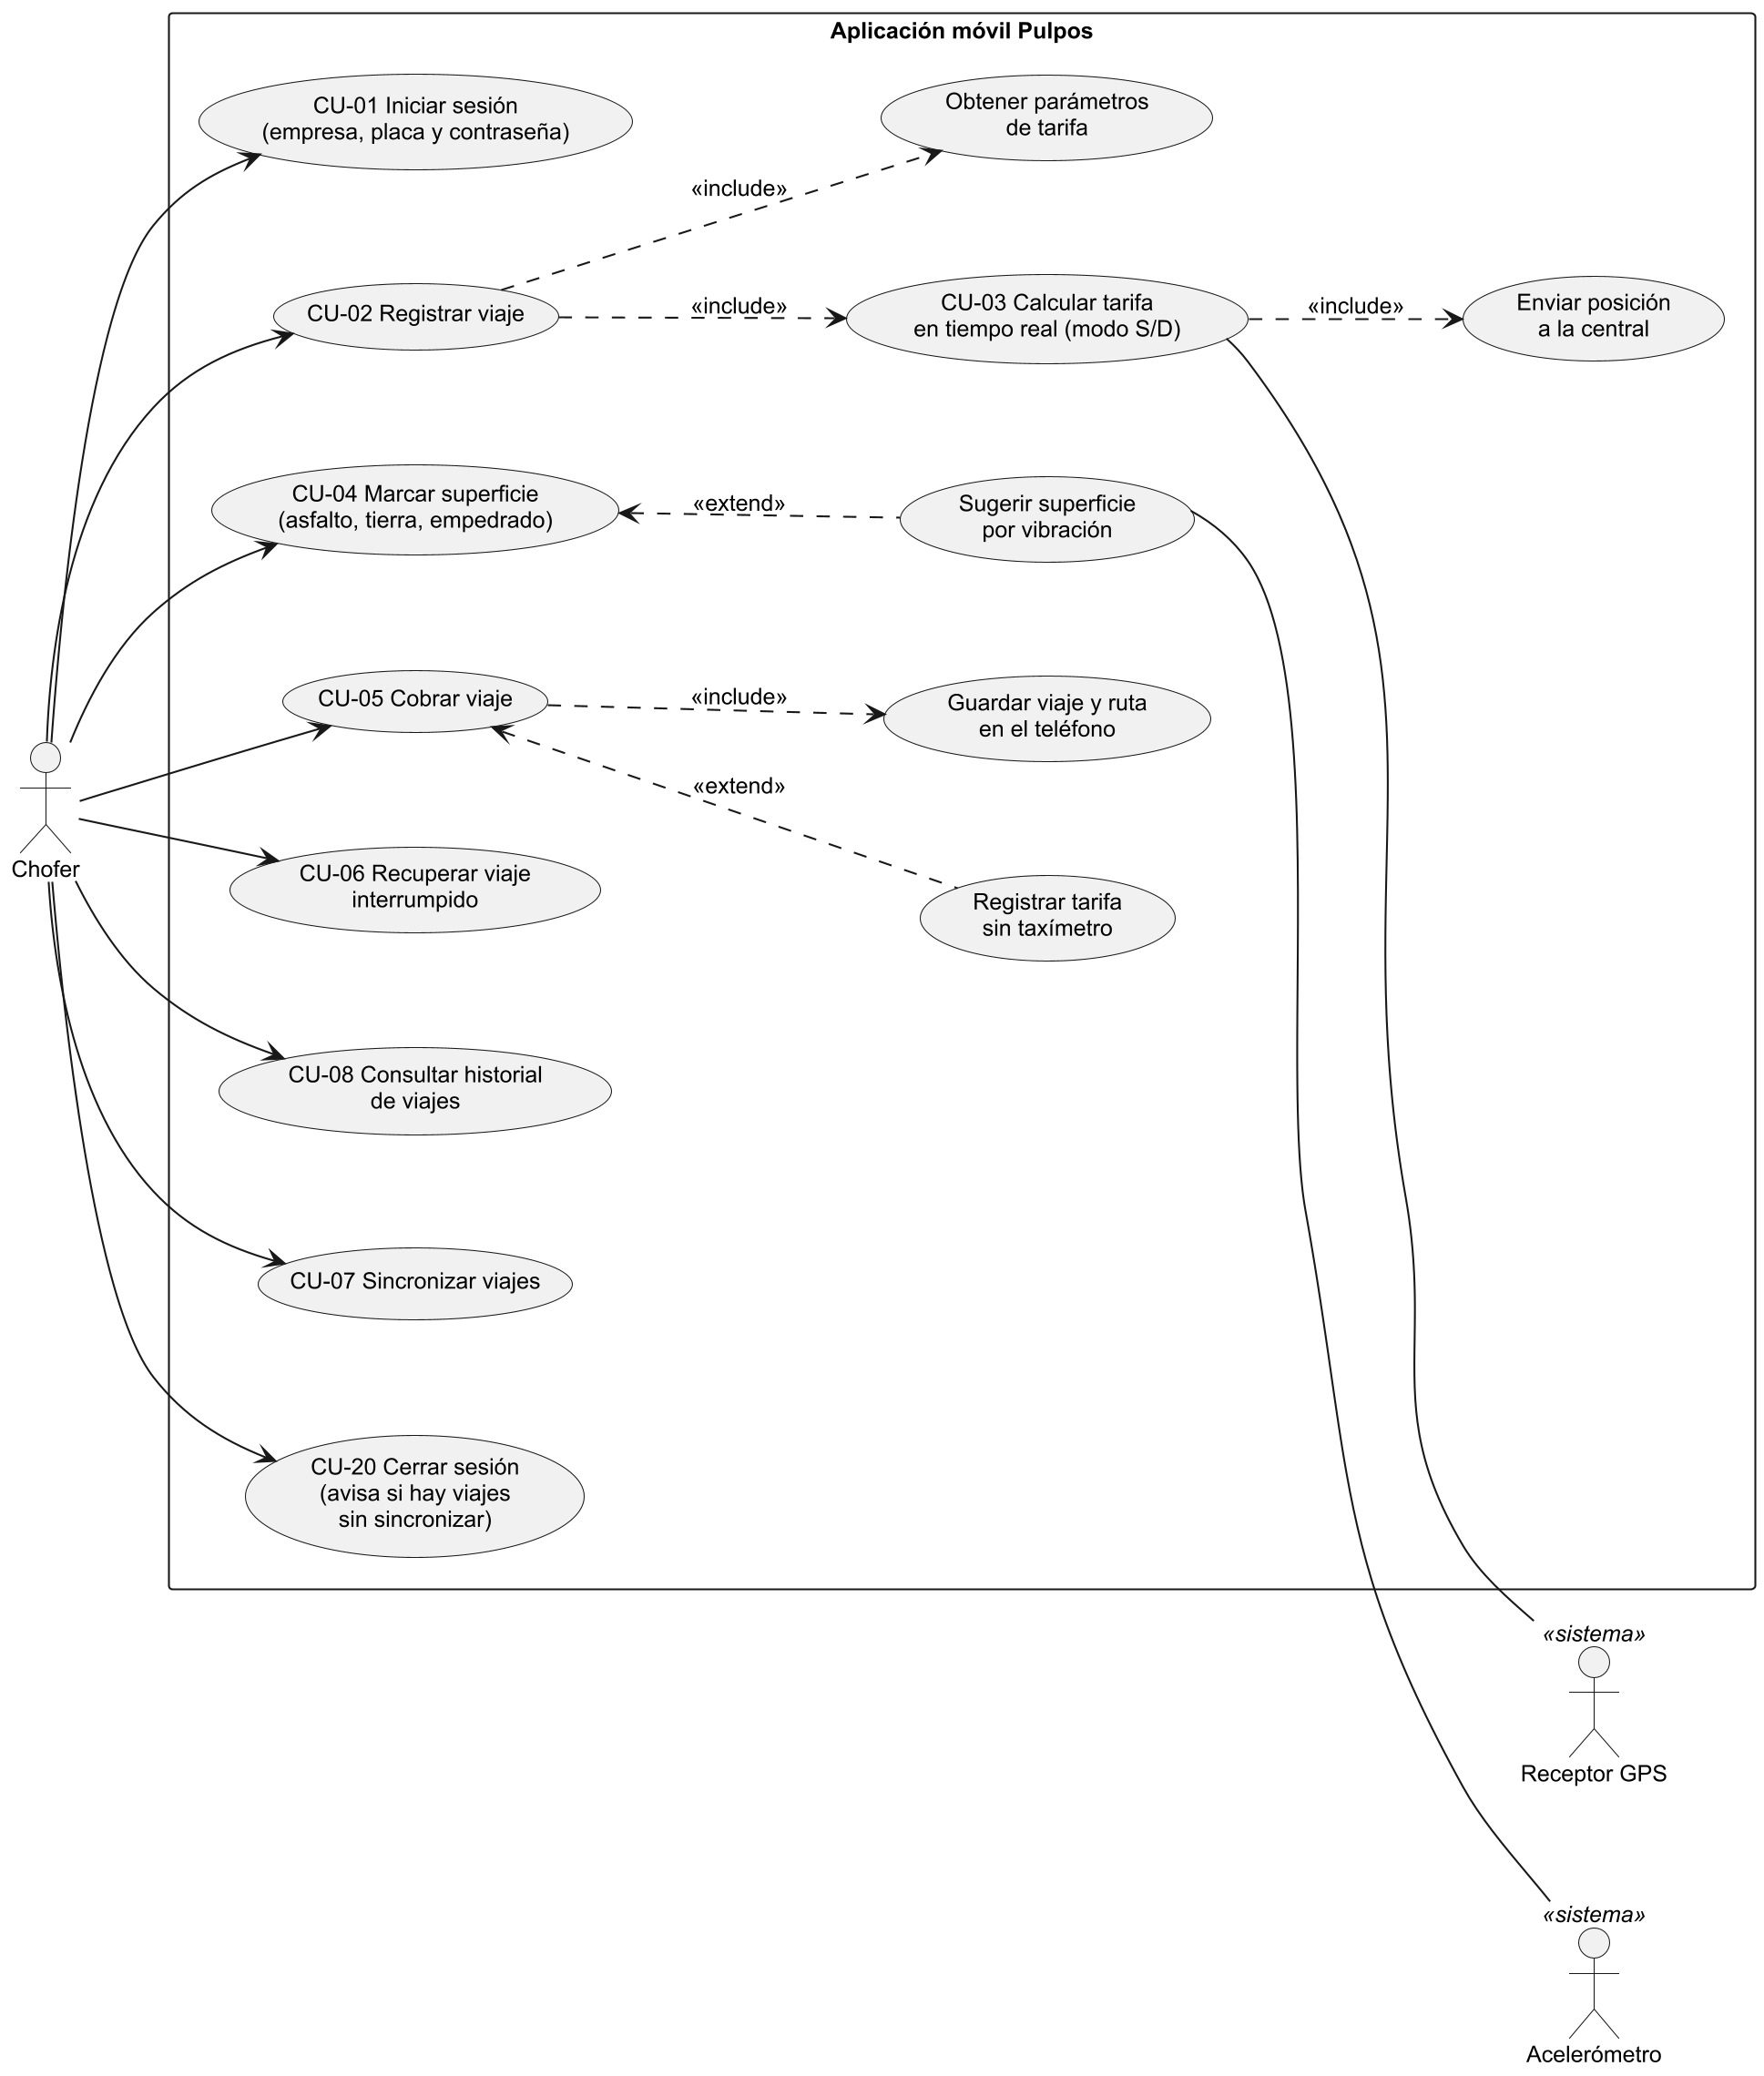 Aplicación móvil Pulpos
CU-01 Iniciar sesión
(empresa, placa y contraseña)
Obtener parámetros
de tarifa
«include»
CU-02 Registrar viaje
«include»
CU-03 Calcular tarifa
en tiempo real (modo S/D)
«include»
Enviar posición
a la central
CU-04 Marcar superficie
(asfalto, tierra, empedrado)
«extend»
Sugerir superficie
por vibración
CU-05 Cobrar viaje
«include»
Guardar viaje y ruta
en el teléfono
«extend»
Chofer
CU-06 Recuperar viaje
interrumpido
Registrar tarifa
sin taxímetro
CU-08 Consultar historial
de viajes
CU-07 Sincronizar viajes
CU-20 Cerrar sesión
(avisa si hay viajes
sin sincronizar)
«sistema»
Receptor GPS
«sistema»
Acelerómetro